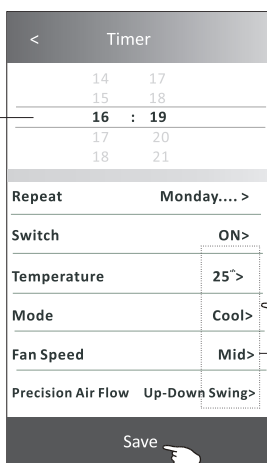 < Timer
14 17
15 18
16 : 19
17 20
18 21
Repeat Monday.... >
Switch ON>
Temperature 25 >
Mode Cool>
Fan Speed Mid>
Precision Air Flow Up-Down Swing>
Save